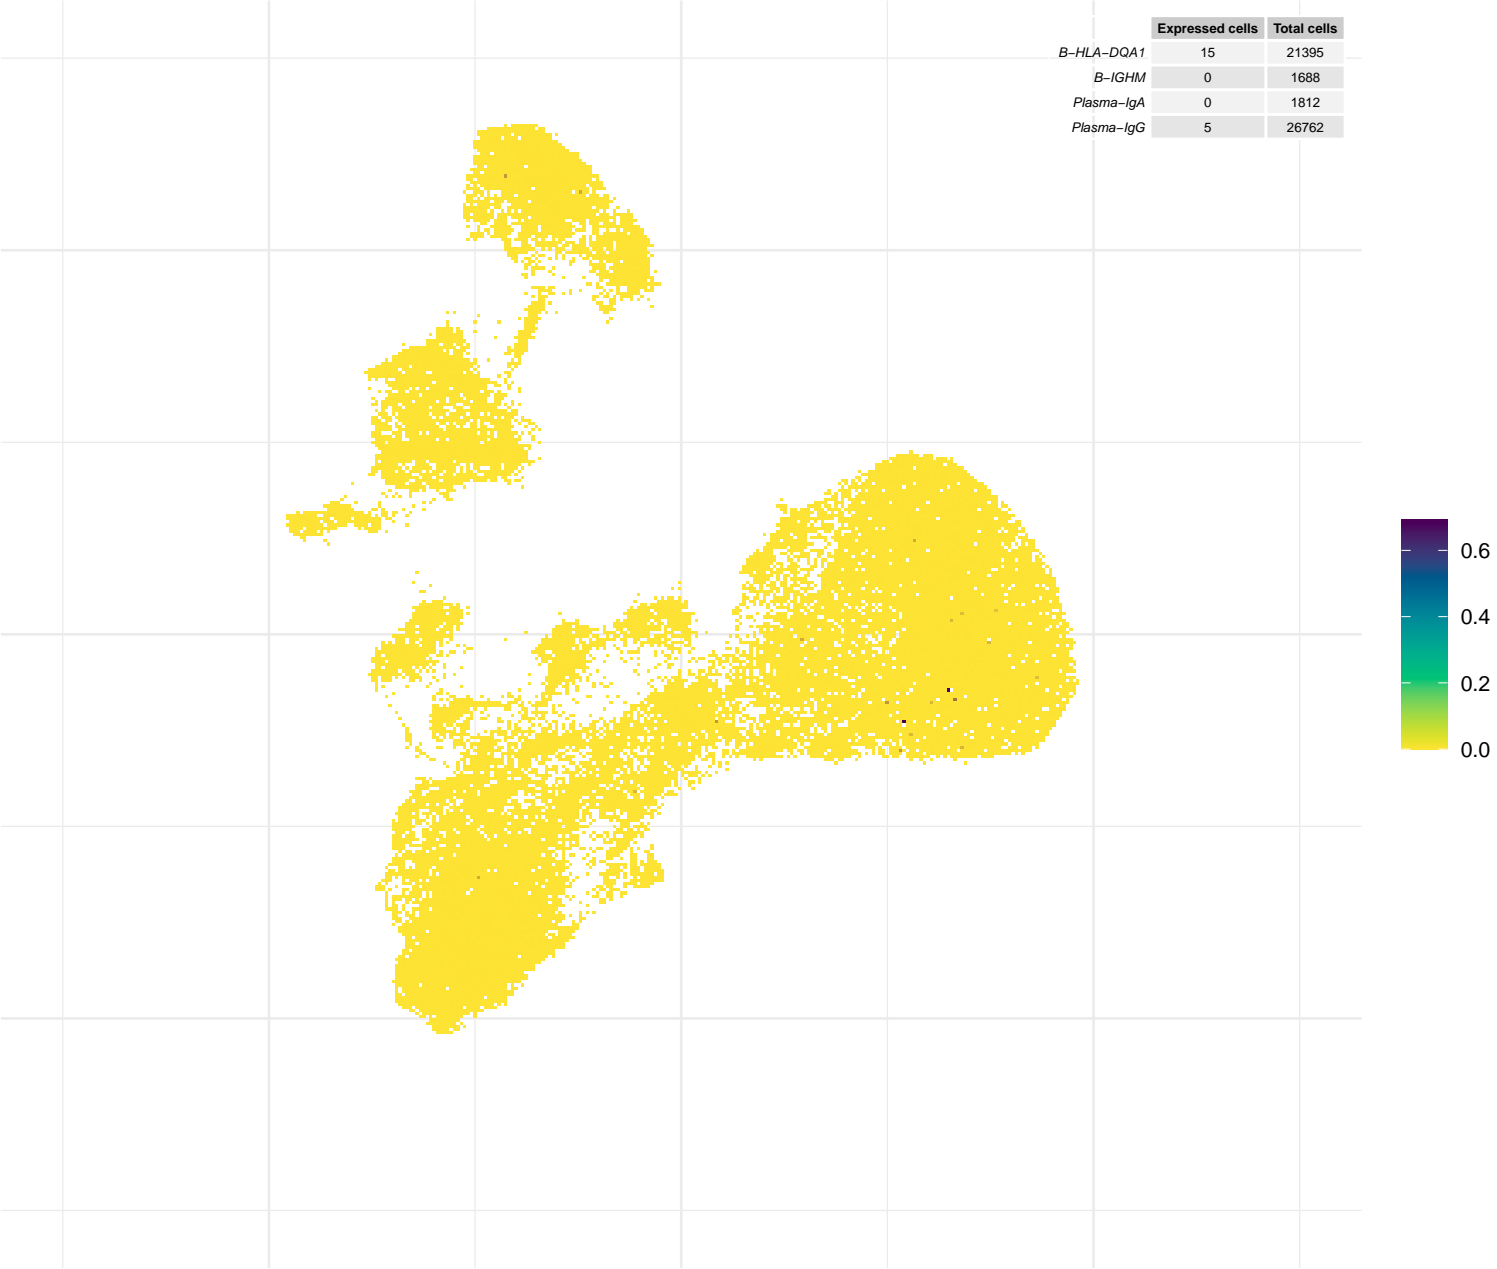 Expressed cells Total cells
B−HLA−DQA1 15 21395
B−IGHM 0 1688
Plasma−IgA 0 1812
Plasma−IgG 5 26762
0.6
0.4
0.2
0.0